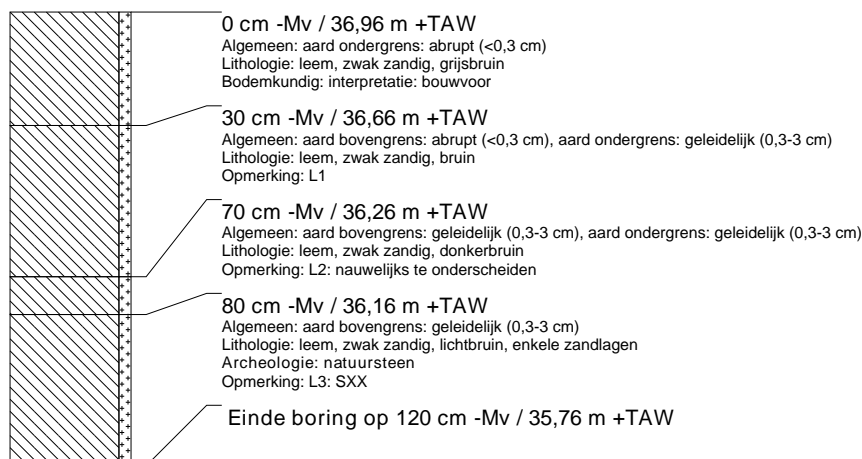 0 cm -Mv / 36,96 m +TAW
Algemeen: aard ondergrens: abrupt (<0,3 cm)
Lithologie: leem, zwak zandig, grijsbruin
Bodemkundig: interpretatie: bouwvoor
30 cm -Mv / 36,66 m +TAW
Algemeen: aard bovengrens: abrupt (<0,3 cm), aard ondergrens: geleidelijk (0,3-3 cm)
Lithologie: leem, zwak zandig, bruin
Opmerking: L1
70 cm -Mv / 36,26 m +TAW
Algemeen: aard bovengrens: geleidelijk (0,3-3 cm), aard ondergrens: geleidelijk (0,3-3 cm)
Lithologie: leem, zwak zandig, donkerbruin
Opmerking: L2: nauwelijks te onderscheiden
80 cm -Mv / 36,16 m +TAW
Algemeen: aard bovengrens: geleidelijk (0,3-3 cm)
Lithologie: leem, zwak zandig, lichtbruin, enkele zandlagen
Archeologie: natuursteen
Opmerking: L3: SXX
Einde boring op 120 cm -Mv / 35,76 m +TAW